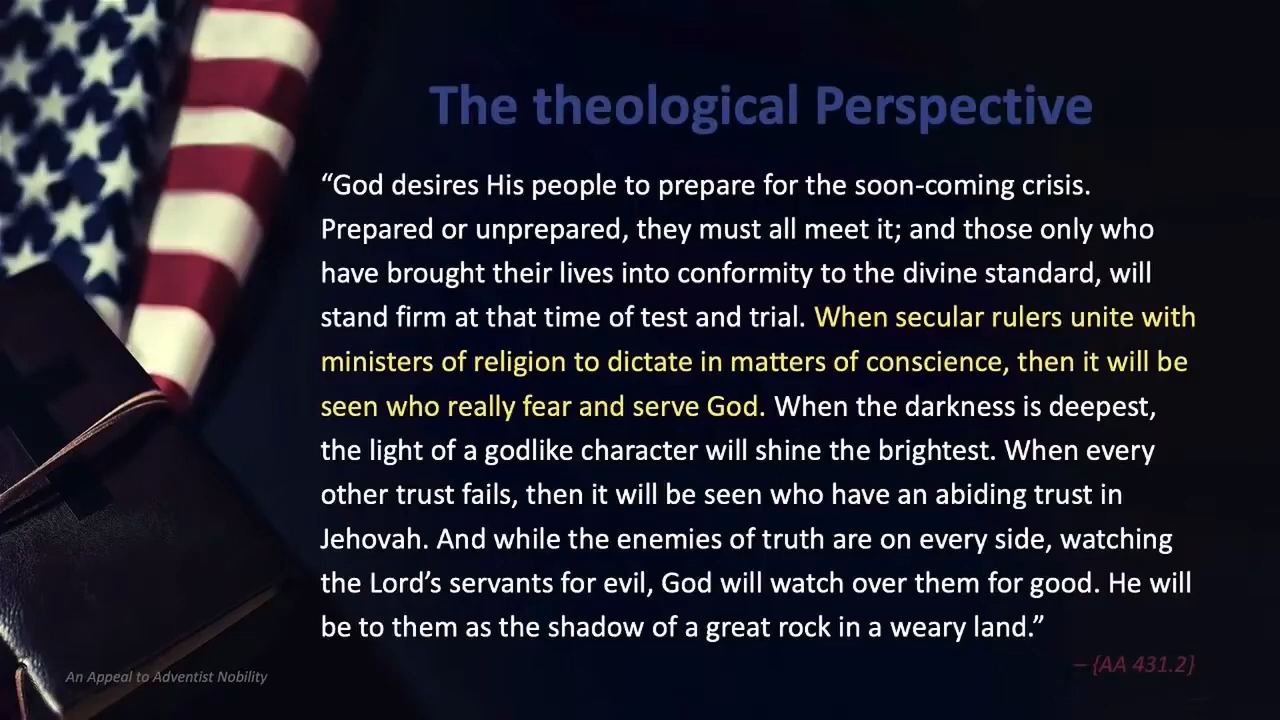 The theological Perspective
“God desires His people to prepare for the soon-coming crisis.
Prepared or unprepared, they must all meet it; and those only who
have brought their lives into conformity to the divine standard, will
stand firm at that time of test and trial. When secular rulers unite with
ministers of religion to dictate in matters of conscience, then it will be
seen who really fear and serve God. When the darkness is deepest,
the light of a godlike character will shine the brightest. When every
other trust fails, then it will be seen who have an abiding trust in
Jehovah. And while the enemies of truth are on every side, watching
the Lord’s servants for evil, God will watch over them for good. He will
be to them as the shadow of a great rock in a weary land.”
– {AA 431.2}
An Appeal to Adventist Nobility